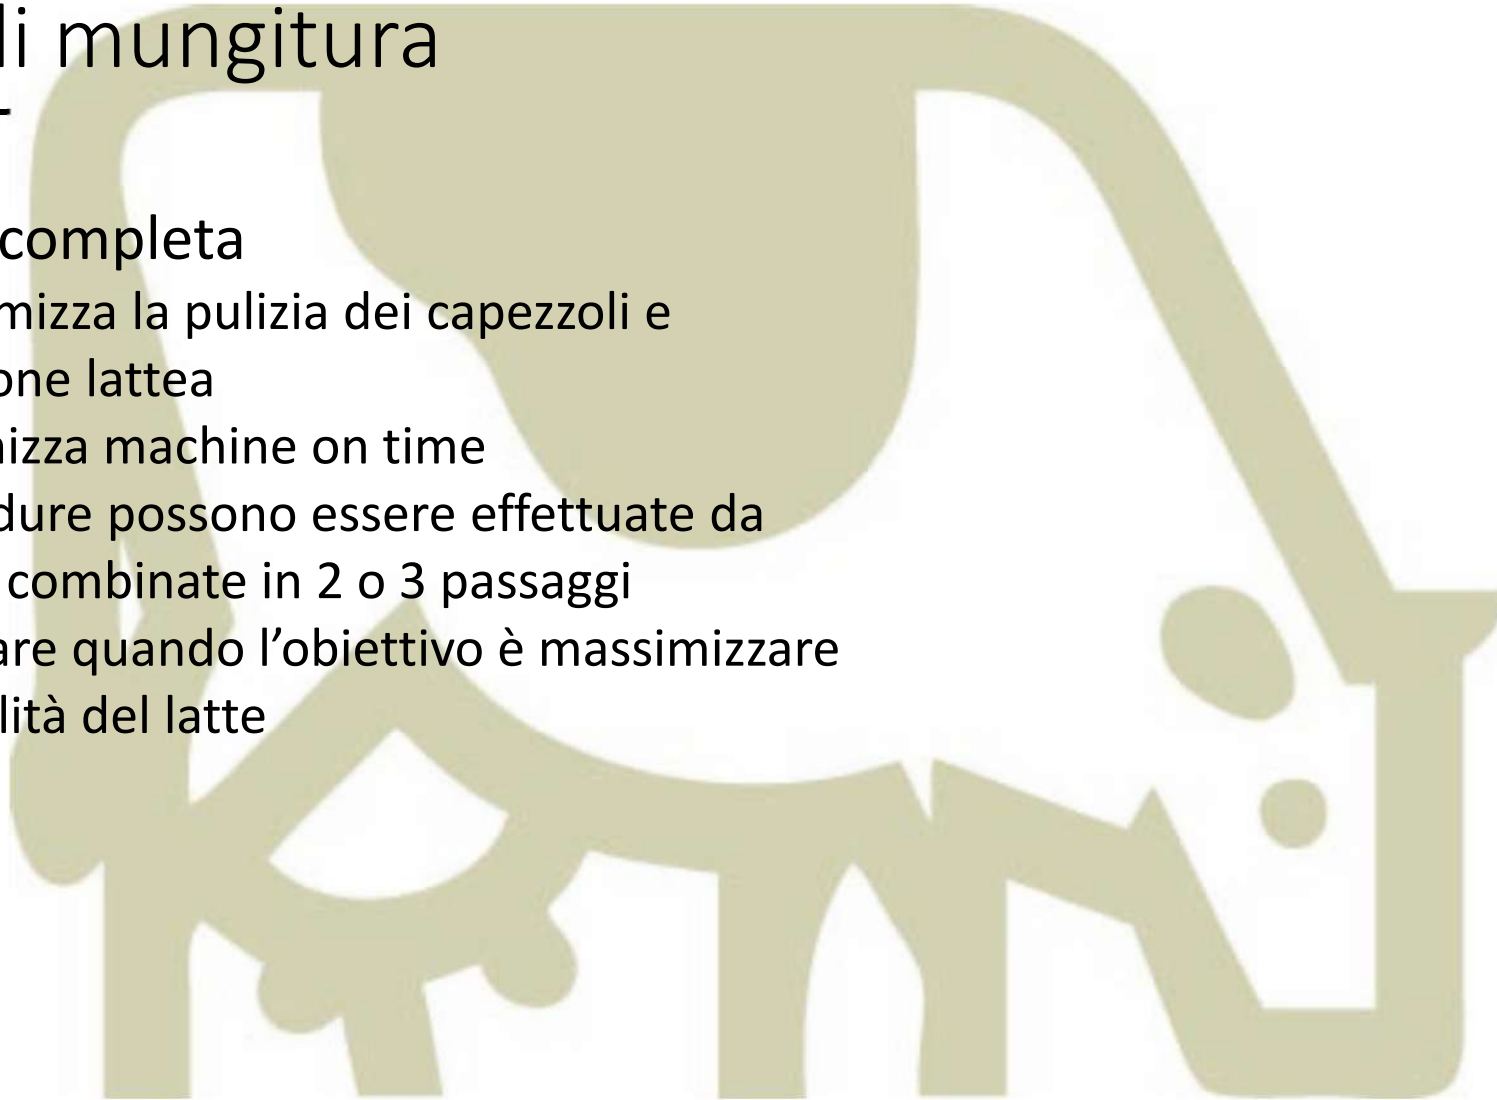 li mungitura
completa
mizza la pulizia dei capezzoli e
one lattea
nizza machine on time
dure possono essere effettuate da
combinate in 2 o 3 passaggi
are quando l’obiettivo è massimizzare
lità del latte